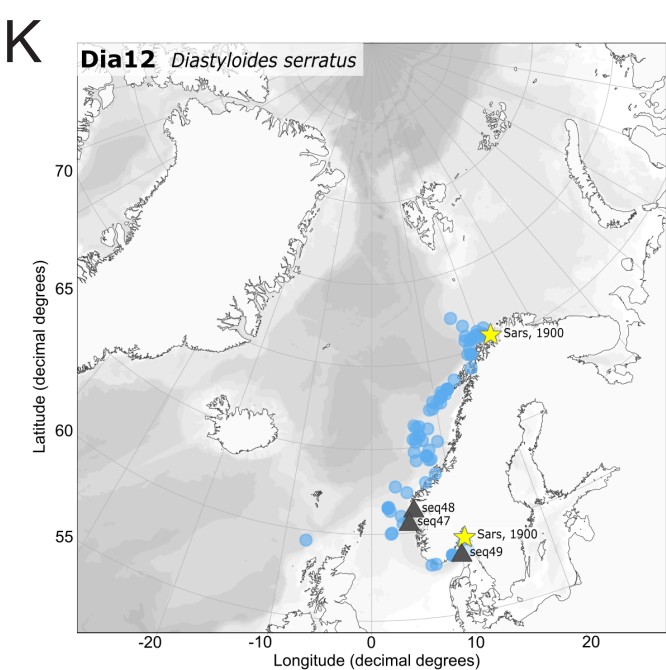 K
Dia12 Diastyloides serratus
70
65
60
55
Latitude (decimal degrees)
Sars, 1900
seq48
seq47
Sars, 1900
seq49
-20 -10 0 10 20
Longitude (decimal degrees)